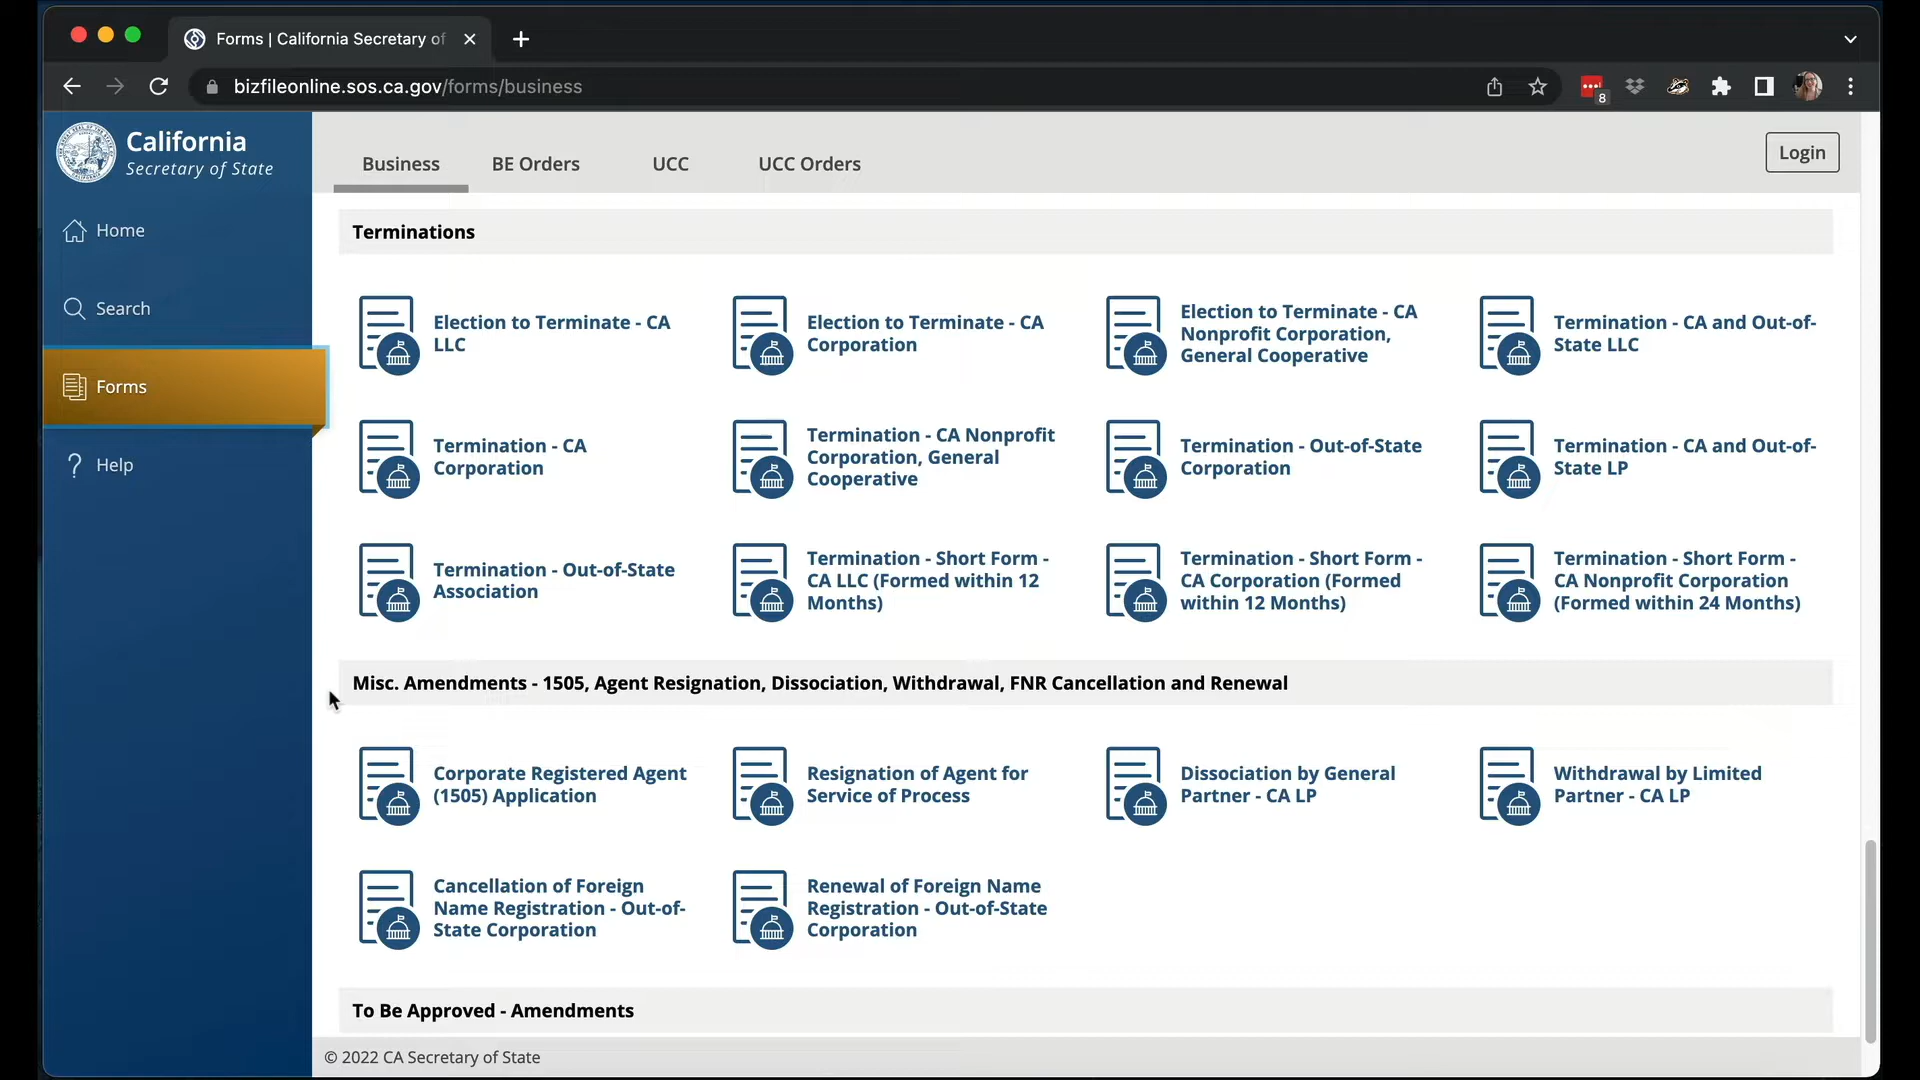 Forms | California Secretary of
bizfileonline.sos.ca.gov/forms/business
8
California
Secretary of State
Home
Search
Forms
Help
Business
BE Orders
UCC
UCC Orders
Login
Terminations
Election to Terminate - CA
LLC
Election to Terminate - CA
Corporation
Election to Terminate - CA
Nonprofit Corporation,
General Cooperative
Termination - CA and Out-of-
State LLC
Termination - CA
Corporation
Termination - CA Nonprofit
Corporation, General
Cooperative
Termination - Out-of-State
Corporation
Termination - CA and Out-of-
State LP
Termination - Out-of-State
Association
Termination - Short Form -
CA LLC (Formed within 12
Months)
Termination - Short Form -
CA Corporation (Formed
within 12 Months)
Termination - Short Form -
CA Nonprofit Corporation
(Formed within 24 Months)
Misc. Amendments - 1505, Agent Resignation, Dissociation, Withdrawal, FNR Cancellation and Renewal
Corporate Registered Agent
(1505) Application
Resignation of Agent for
Service of Process
Dissociation by General
Partner - CA LP
Withdrawal by Limited
Partner - CA LP
Cancellation of Foreign
Name Registration - Out-of-
State Corporation
Renewal of Foreign Name
Registration - Out-of-State
Corporation
To Be Approved - Amendments
© 2022 CA Secretary of State